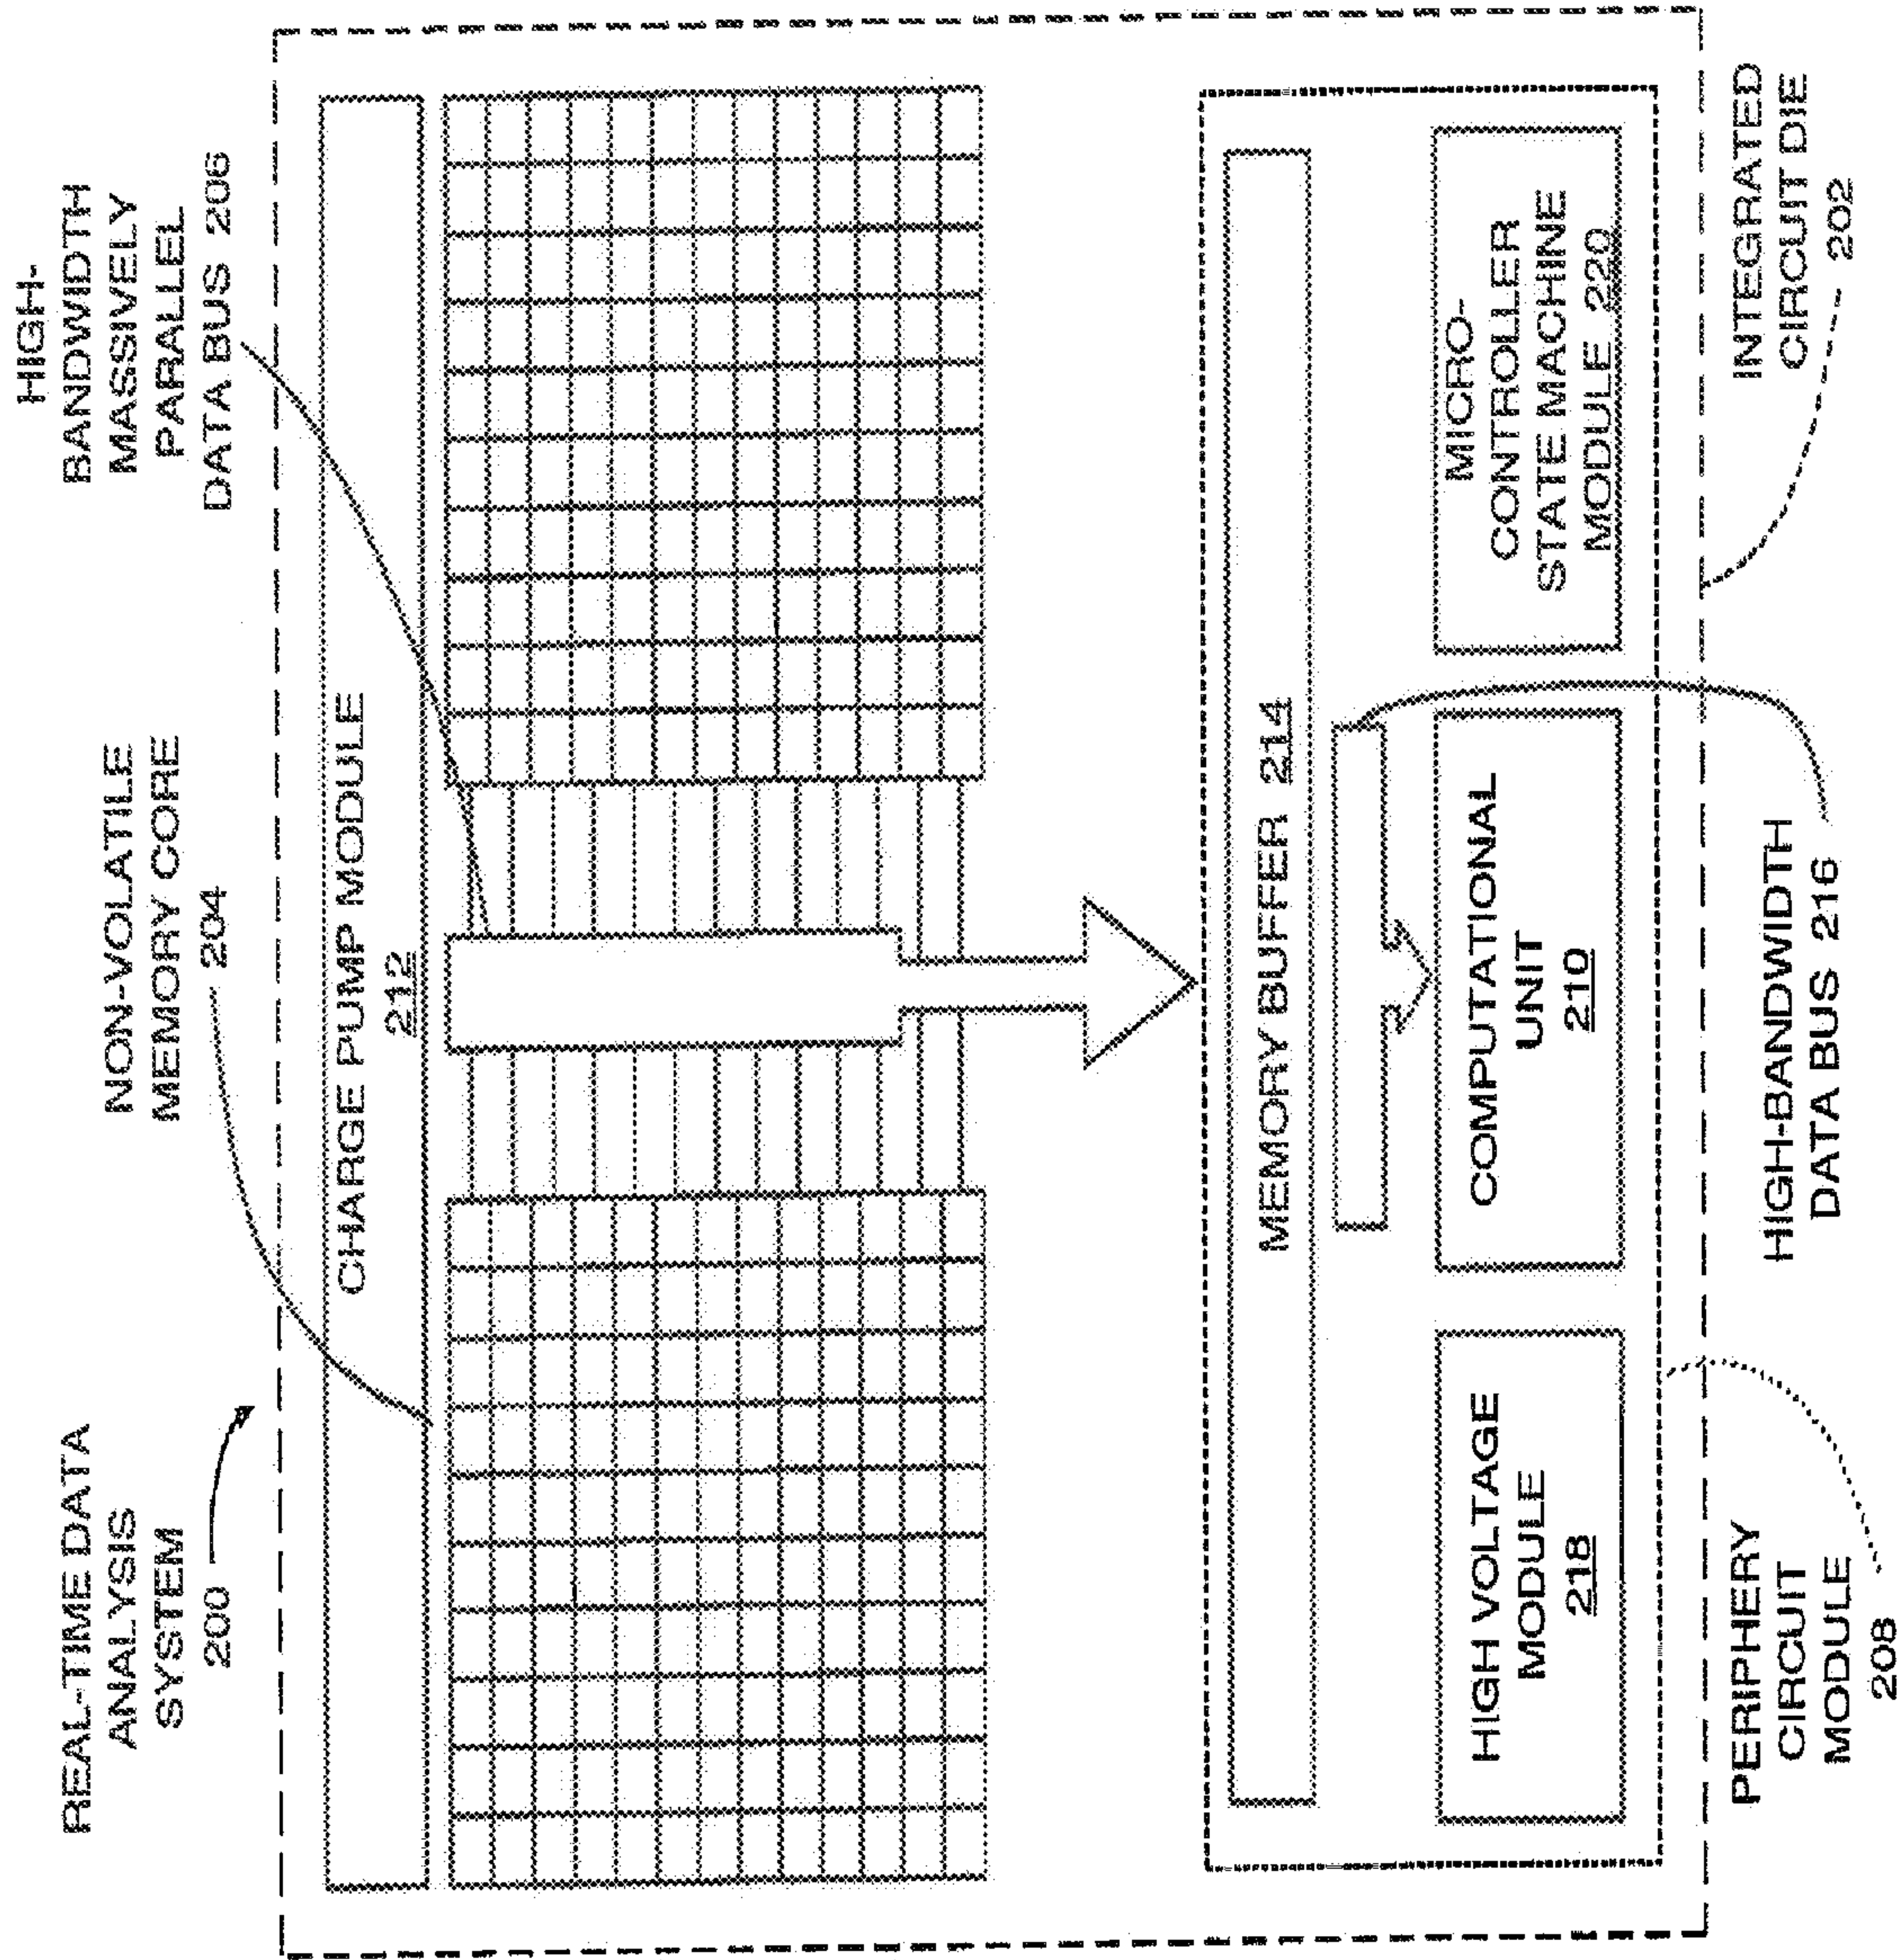 REAL-TIME DATA
ANALYSIS
SYSTEM
200
NON-VOLATILE
MEMORY CORE
204
HIGH-
BANDWIDTH
MASSIVELY
PARALLEL
DATA BUS 206
CHARGE PUMP MODULE
212
MEMORY BUFFER 214
HIGH VOLTAGE
MODULE
218
COMPUTATIONAL
UNIT
210
MICRO-
CONTROLLER
STATE MACHINE
MODULE 220
PERIPHERY
CIRCUIT
MODULE
208
HIGH-BANDWIDTH
DATA BUS 216
INTEGRATED
CIRCUIT DIE
202